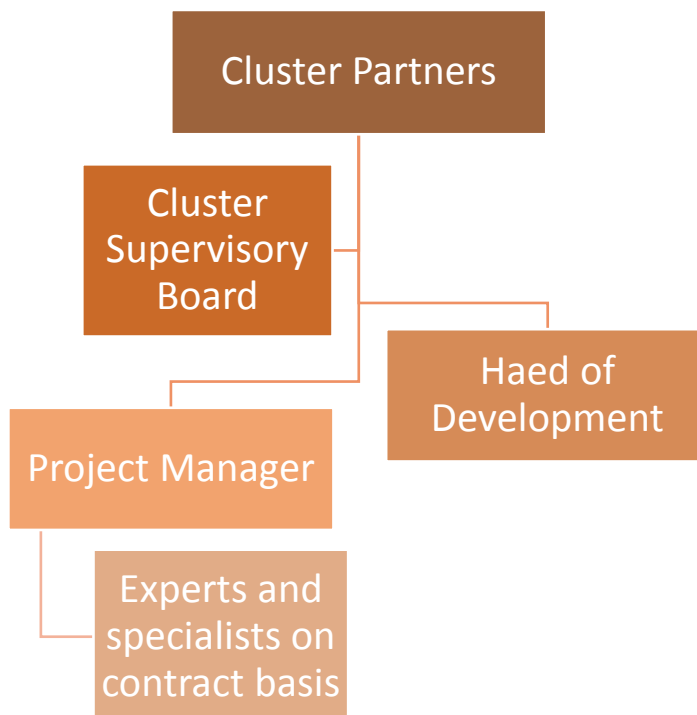 Cluster Partners
Cluster
Supervisory
Board
Haed of
Development
Project Manager
Experts and
specialists on
contract basis